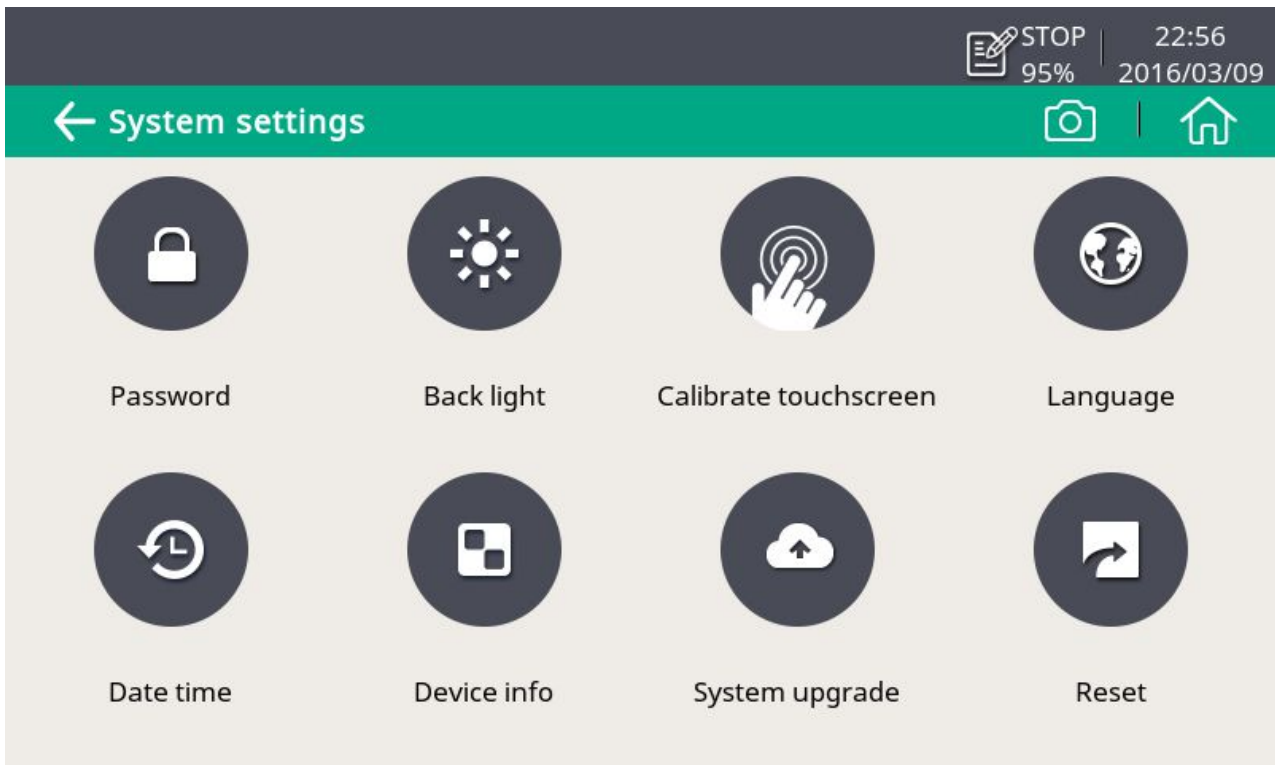 STOP 22:56
95% 2016/03/09
System settings
Password Back light Calibrate touchscreen Language
Date time Device info System upgrade Reset